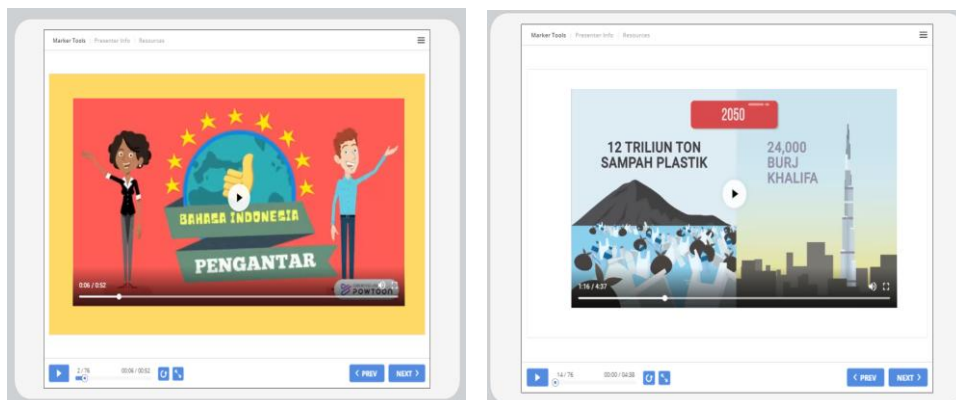 Marker Tools | Presenter Info | Resources
BAHASA INDONESIA
PENGANTAR
0:06 / 0:52
POWTOON
2 / 76 00:06 / 00:52
< PREV NEXT >
Marker Tools | Presenter Info | Resources
2050
12 TRILIUN TON
SAMPAH PLASTIK
24,000
BURJ
KHALIFA
1:16 / 4:37
14 / 76 00:00 / 04:38
< PREV NEXT >